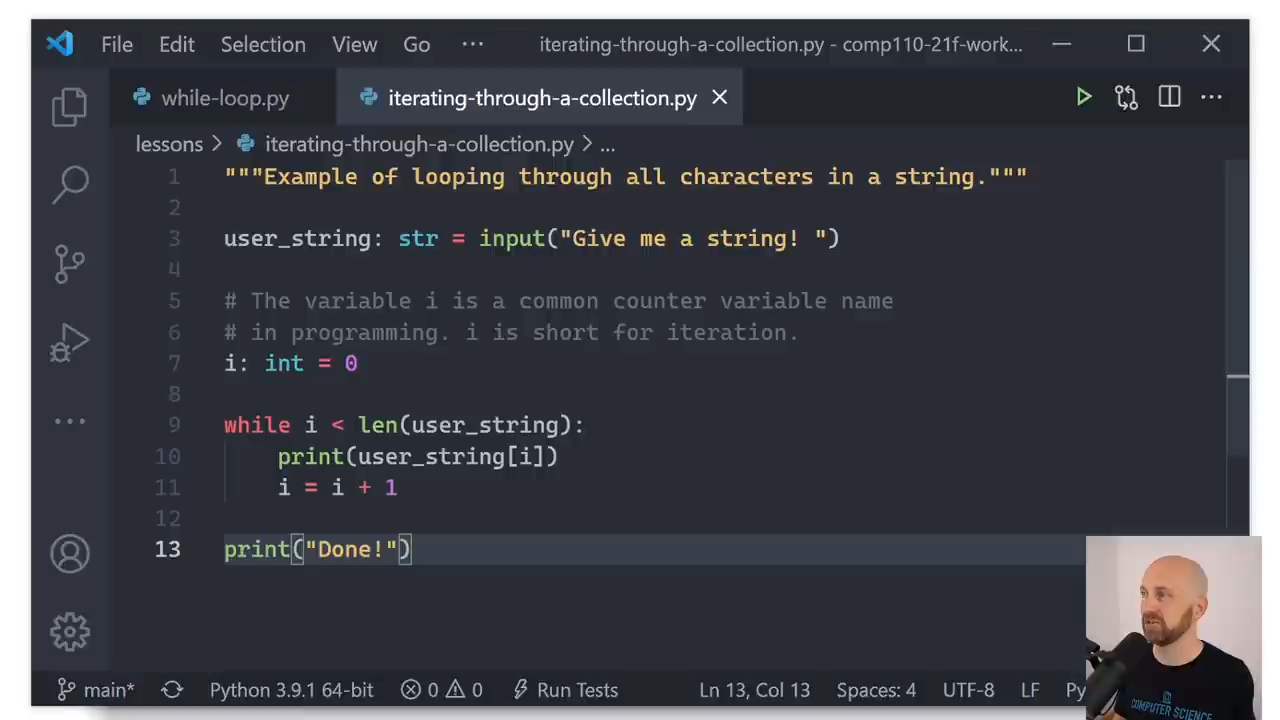 File Edit Selection View Go ··· iterating-through-a-collection.py - comp110-21f-work...
while-loop.py iterating-through-a-collection.py
lessons > iterating-through-a-collection.py > ...
1 """Example of looping through all characters in a string."""
2
3 user_string: str = input("Give me a string! ")
4
5 # The variable i is a common counter variable name
6 # in programming. i is short for iteration.
7 i: int = 0
8
9 while i < len(user_string):
10 print(user_string[i])
11 i = i + 1
12
13 print("Done!")
main* Python 3.9.1 64-bit 0 0 Run Tests Ln 13, Col 13 Spaces: 4 UTF-8 LF Py
COMPUTER SCIENCE